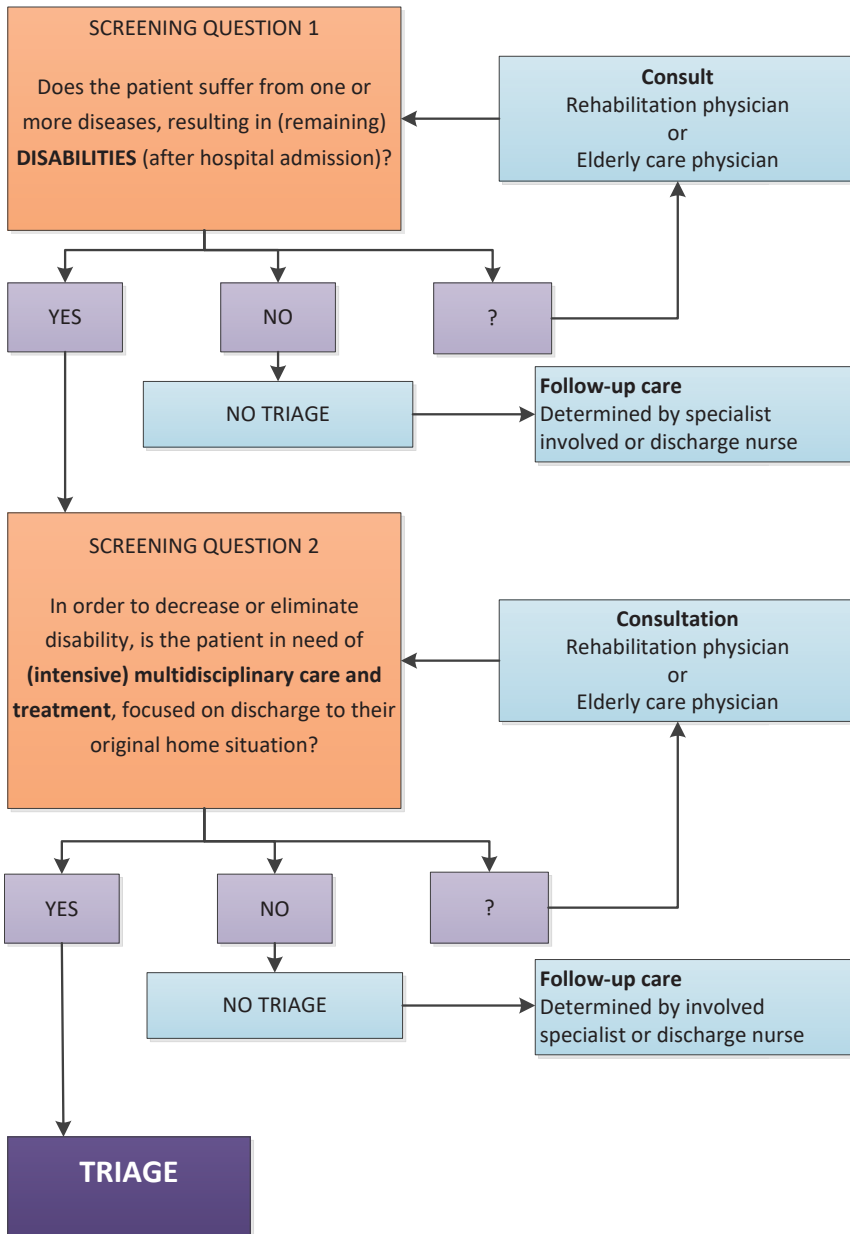 SCREENING QUESTION 1
Does the patient suffer from one or
more diseases, resulting in (remaining)
DISABILITIES (after hospital admission)?
Consult
Rehabilitation physician
or
Elderly care physician
YES
NO
?
NO TRIAGE
Follow-up care
Determined by specialist
involved or discharge nurse
SCREENING QUESTION 2
In order to decrease or eliminate
disability, is the patient in need of
(intensive) multidisciplinary care and
treatment, focused on discharge to their
original home situation?
Consultation
Rehabilitation physician
or
Elderly care physician
YES
NO
?
NO TRIAGE
Follow-up care
Determined by involved
specialist or discharge nurse
TRIAGE